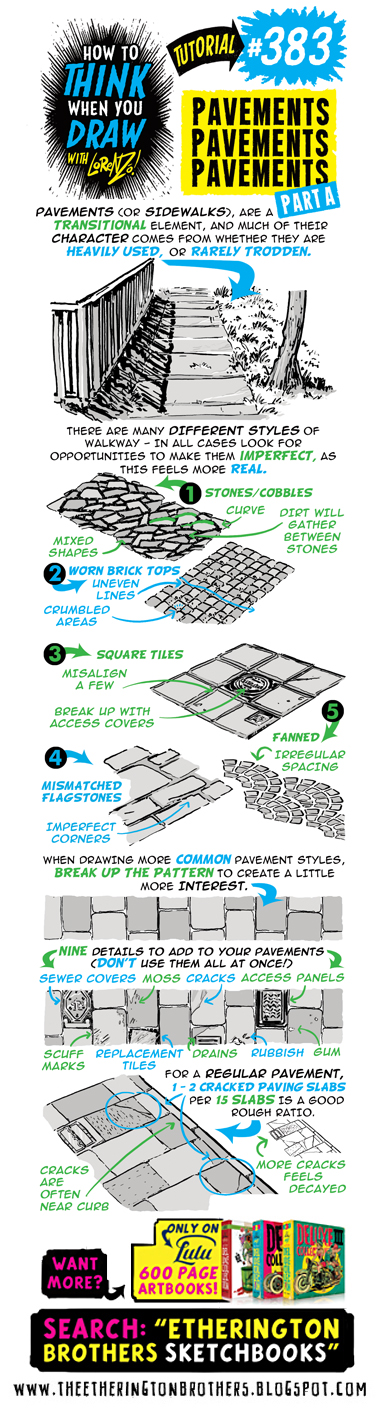 HOW TO
THINK
WHEN YOU
DRAW
WITH LORENZO!
TUTORIAL
#383
PAVEMENTS
PAVEMENTS
PAVEMENTS
PART A
PAVEMENTS (OR SIDEWALKS), ARE A
TRANSITIONAL ELEMENT, AND MUCH OF THEIR
CHARACTER COMES FROM WHETHER THEY ARE
HEAVILY USED, OR RARELY TRODDEN.
THERE ARE MANY DIFFERENT STYLES OF
WALKWAY - IN ALL CASES LOOK FOR
OPPORTUNITIES TO MAKE THEM IMPERFECT, AS
THIS FEELS MORE REAL.
1 STONES/COBBLES
CURVE
DIRT WILL
GATHER
BETWEEN
STONES
MIXED
SHAPES
2 WORN BRICK TOPS
UNEVEN
LINES
CRUMBLED
AREAS
3 SQUARE TILES
MISALIGN
A FEW
BREAK UP WITH
ACCESS COVERS
5
FANNED
IRREGULAR
SPACING
4
MISMATCHED
FLAGSTONES
IMPERFECT
CORNERS
WHEN DRAWING MORE COMMON PAVEMENT STYLES,
BREAK UP THE PATTERN TO CREATE A LITTLE
MORE INTEREST.
NINE DETAILS TO ADD TO YOUR PAVEMENTS
(DON'T USE THEM ALL AT ONCE!)
SEWER COVERS MOSS CRACKS ACCESS PANELS
SCUFF
MARKS
REPLACEMENT
TILES
DRAINS
RUBBISH
GUM
FOR A REGULAR PAVEMENT,
1 - 2 CRACKED PAVING SLABS
PER 15 SLABS IS A GOOD
ROUGH RATIO.
CRACKS
ARE
OFTEN
NEAR CURB
MORE CRACKS
FEELS
DECAYED
WANT
MORE?
ONLY ON
Lulu
600 PAGE
ARTBOOKS!
SEARCH: "ETHERINGTON
BROTHERS SKETCHBOOKS"
WWW.THEETHERINGTONBROTHERS.BLOGSPOT.COM